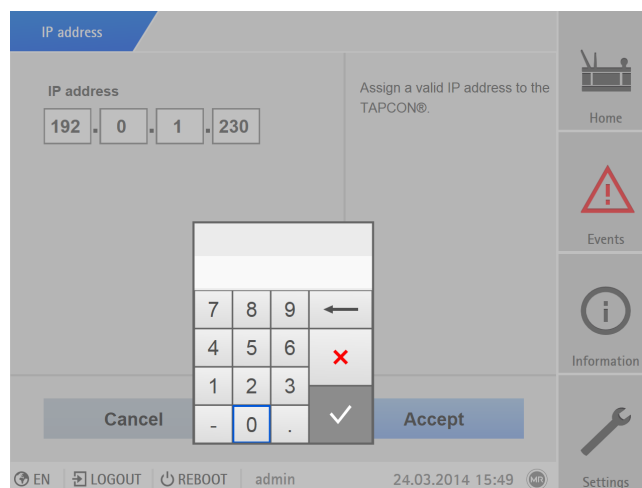 IP address
IP address
192 . 0 . 1 . 230
Assign a valid IP address to the
TAPCON®.
Home
Events
Information
Settings
7 8 9
4 5 6
1 2 3
- 0 .
Cancel
Accept
EN LOGOUT REBOOT admin 24.03.2014 15:49 MR